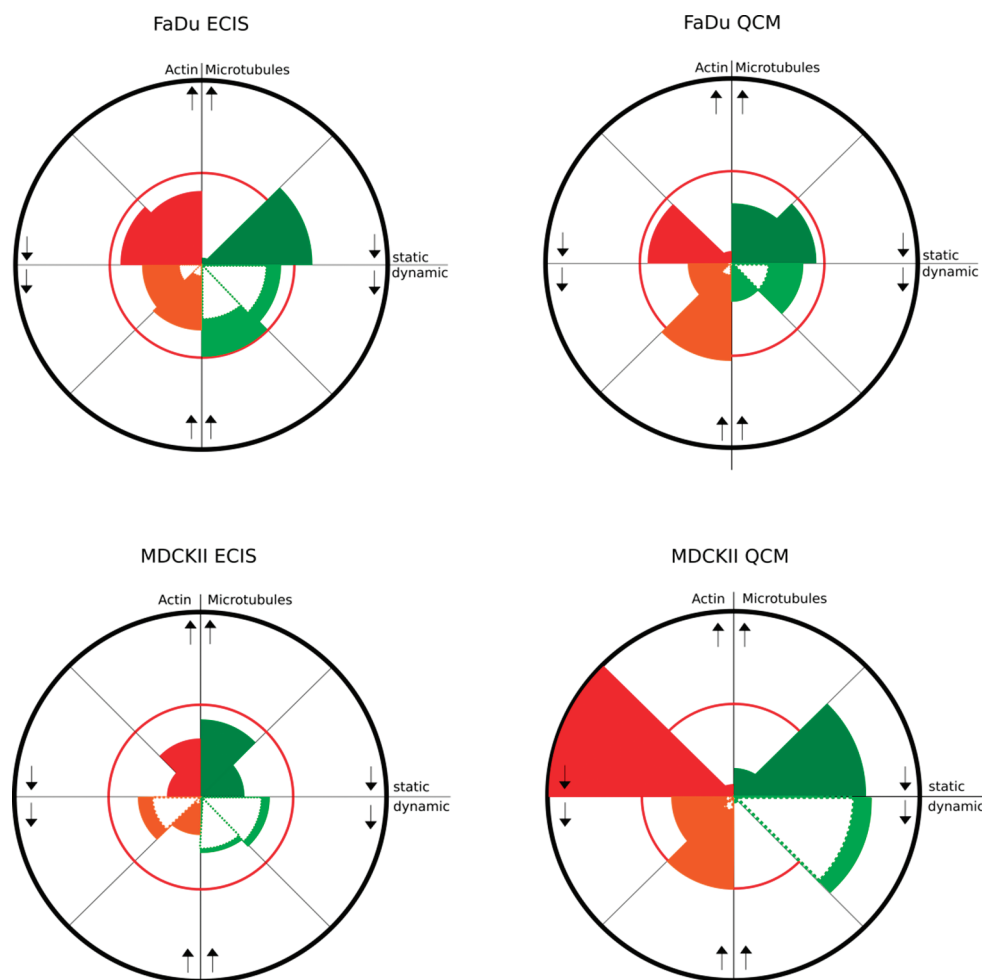 FaDu ECIS
FaDu QCM
Actin Microtubules
Actin Microtubules
static
dynamic
static
dynamic
MDCKII ECIS
MDCKII QCM
Actin Microtubules
Actin Microtubules
static
dynamic
static
dynamic